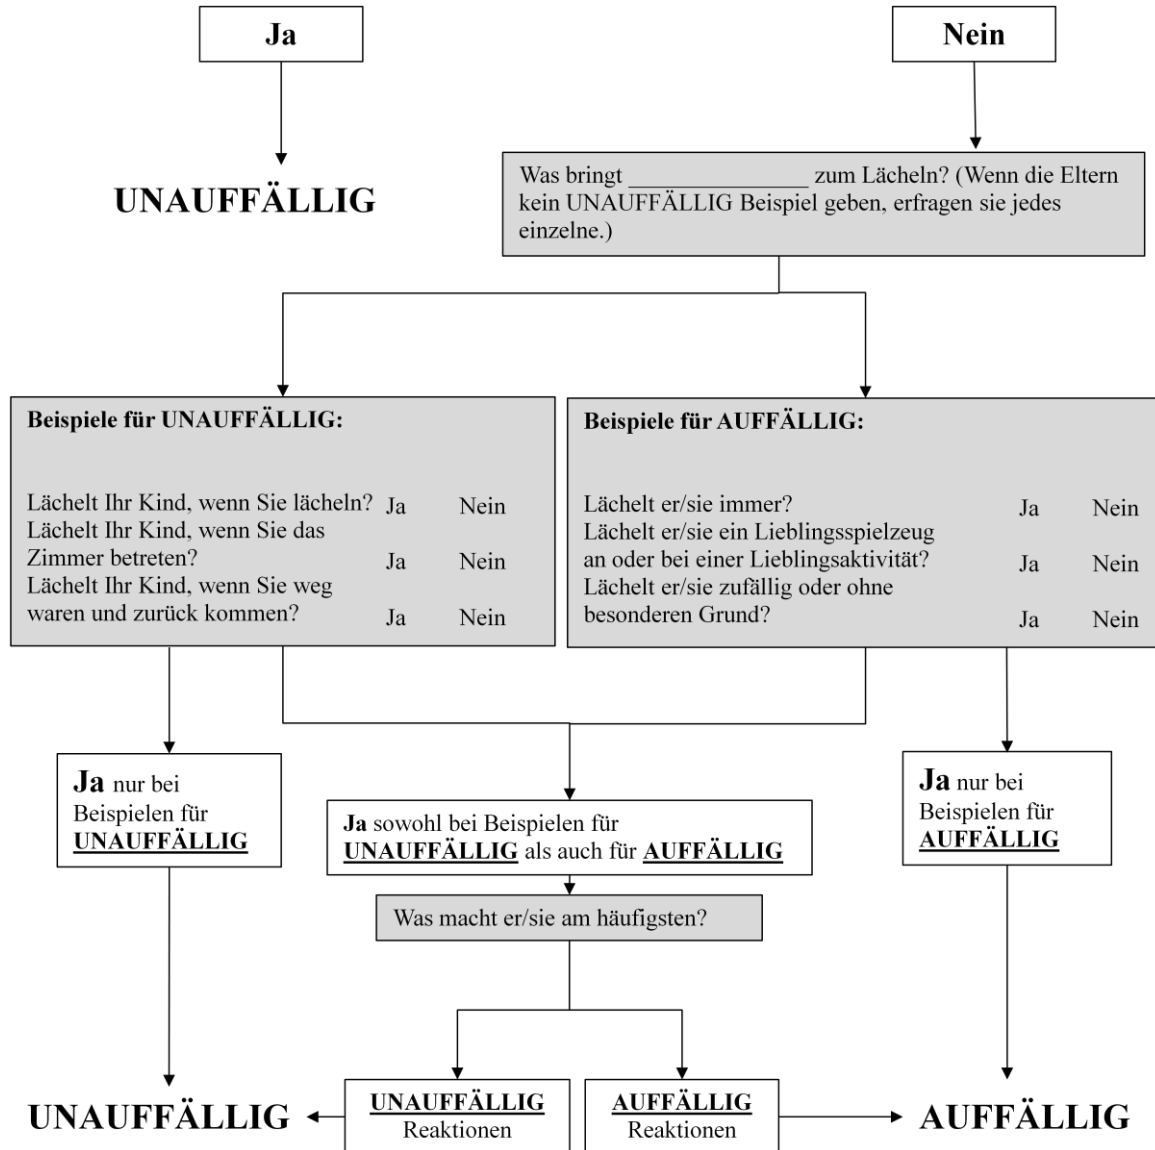 Ja
Nein
UNAUFFÄLLIG
Was bringt _______________ zum Lächeln? (Wenn die Eltern
kein UNAUFFÄLLIG Beispiel geben, erfragen sie jedes
einzelne.)
Beispiele für UNAUFFÄLLIG:
Lächelt Ihr Kind, wenn Sie lächeln? Ja Nein
Lächelt Ihr Kind, wenn Sie das
Zimmer betreten? Ja Nein
Lächelt Ihr Kind, wenn Sie weg
waren und zurück kommen? Ja Nein
Beispiele für AUFFÄLLIG:
Lächelt er/sie immer? Ja Nein
Lächelt er/sie ein Lieblingsspielzeug
an oder bei einer Lieblingsaktivität? Ja Nein
Lächelt er/sie zufällig oder ohne
besonderen Grund? Ja Nein
Ja nur bei
Beispielen für
UNAUFFÄLLIG
Ja sowohl bei Beispielen für
UNAUFFÄLLIG als auch für AUFFÄLLIG
Ja nur bei
Beispielen für
AUFFÄLLIG
Was macht er/sie am häufigsten?
UNAUFFÄLLIG
UNAUFFÄLLIG
Reaktionen
AUFFÄLLIG
Reaktionen
AUFFÄLLIG